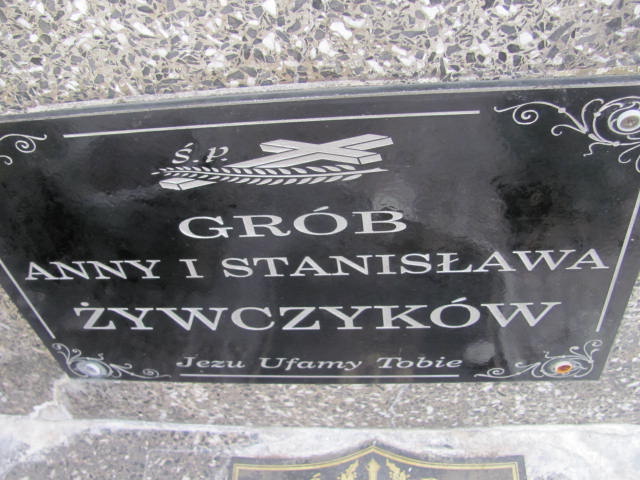 Ś.P.
GRÓB
ANNY I STANISŁAWA
ŻYWCZYKÓW
Jezu Ufamy Tobie